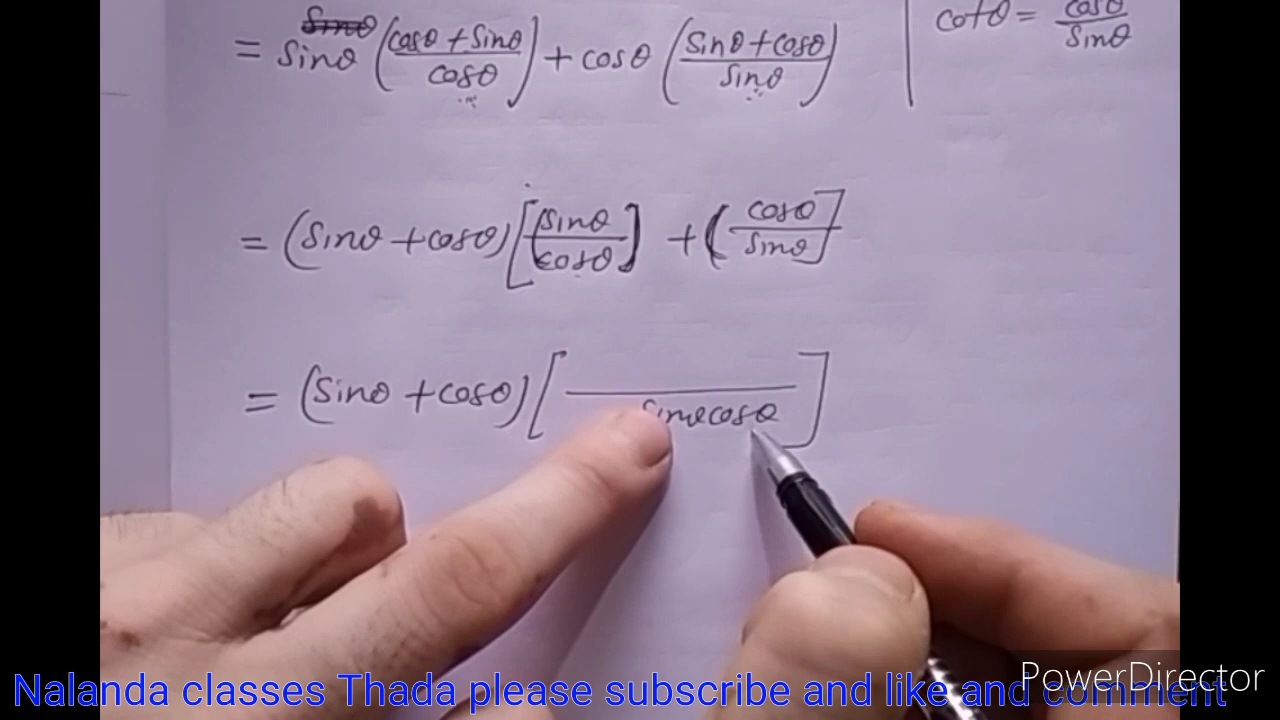 = sinθ (cosθ + sinθ / cosθ) + cosθ (sinθ + cosθ / sinθ)
cotθ = cosθ / sinθ
= (sinθ + cosθ) [(sinθ / cosθ] + (cosθ / sinθ]
= (sinθ + cosθ) [ / sinθcosθ ]
Nalanda classes Thada please subscribe and like and comment
PowerDirector